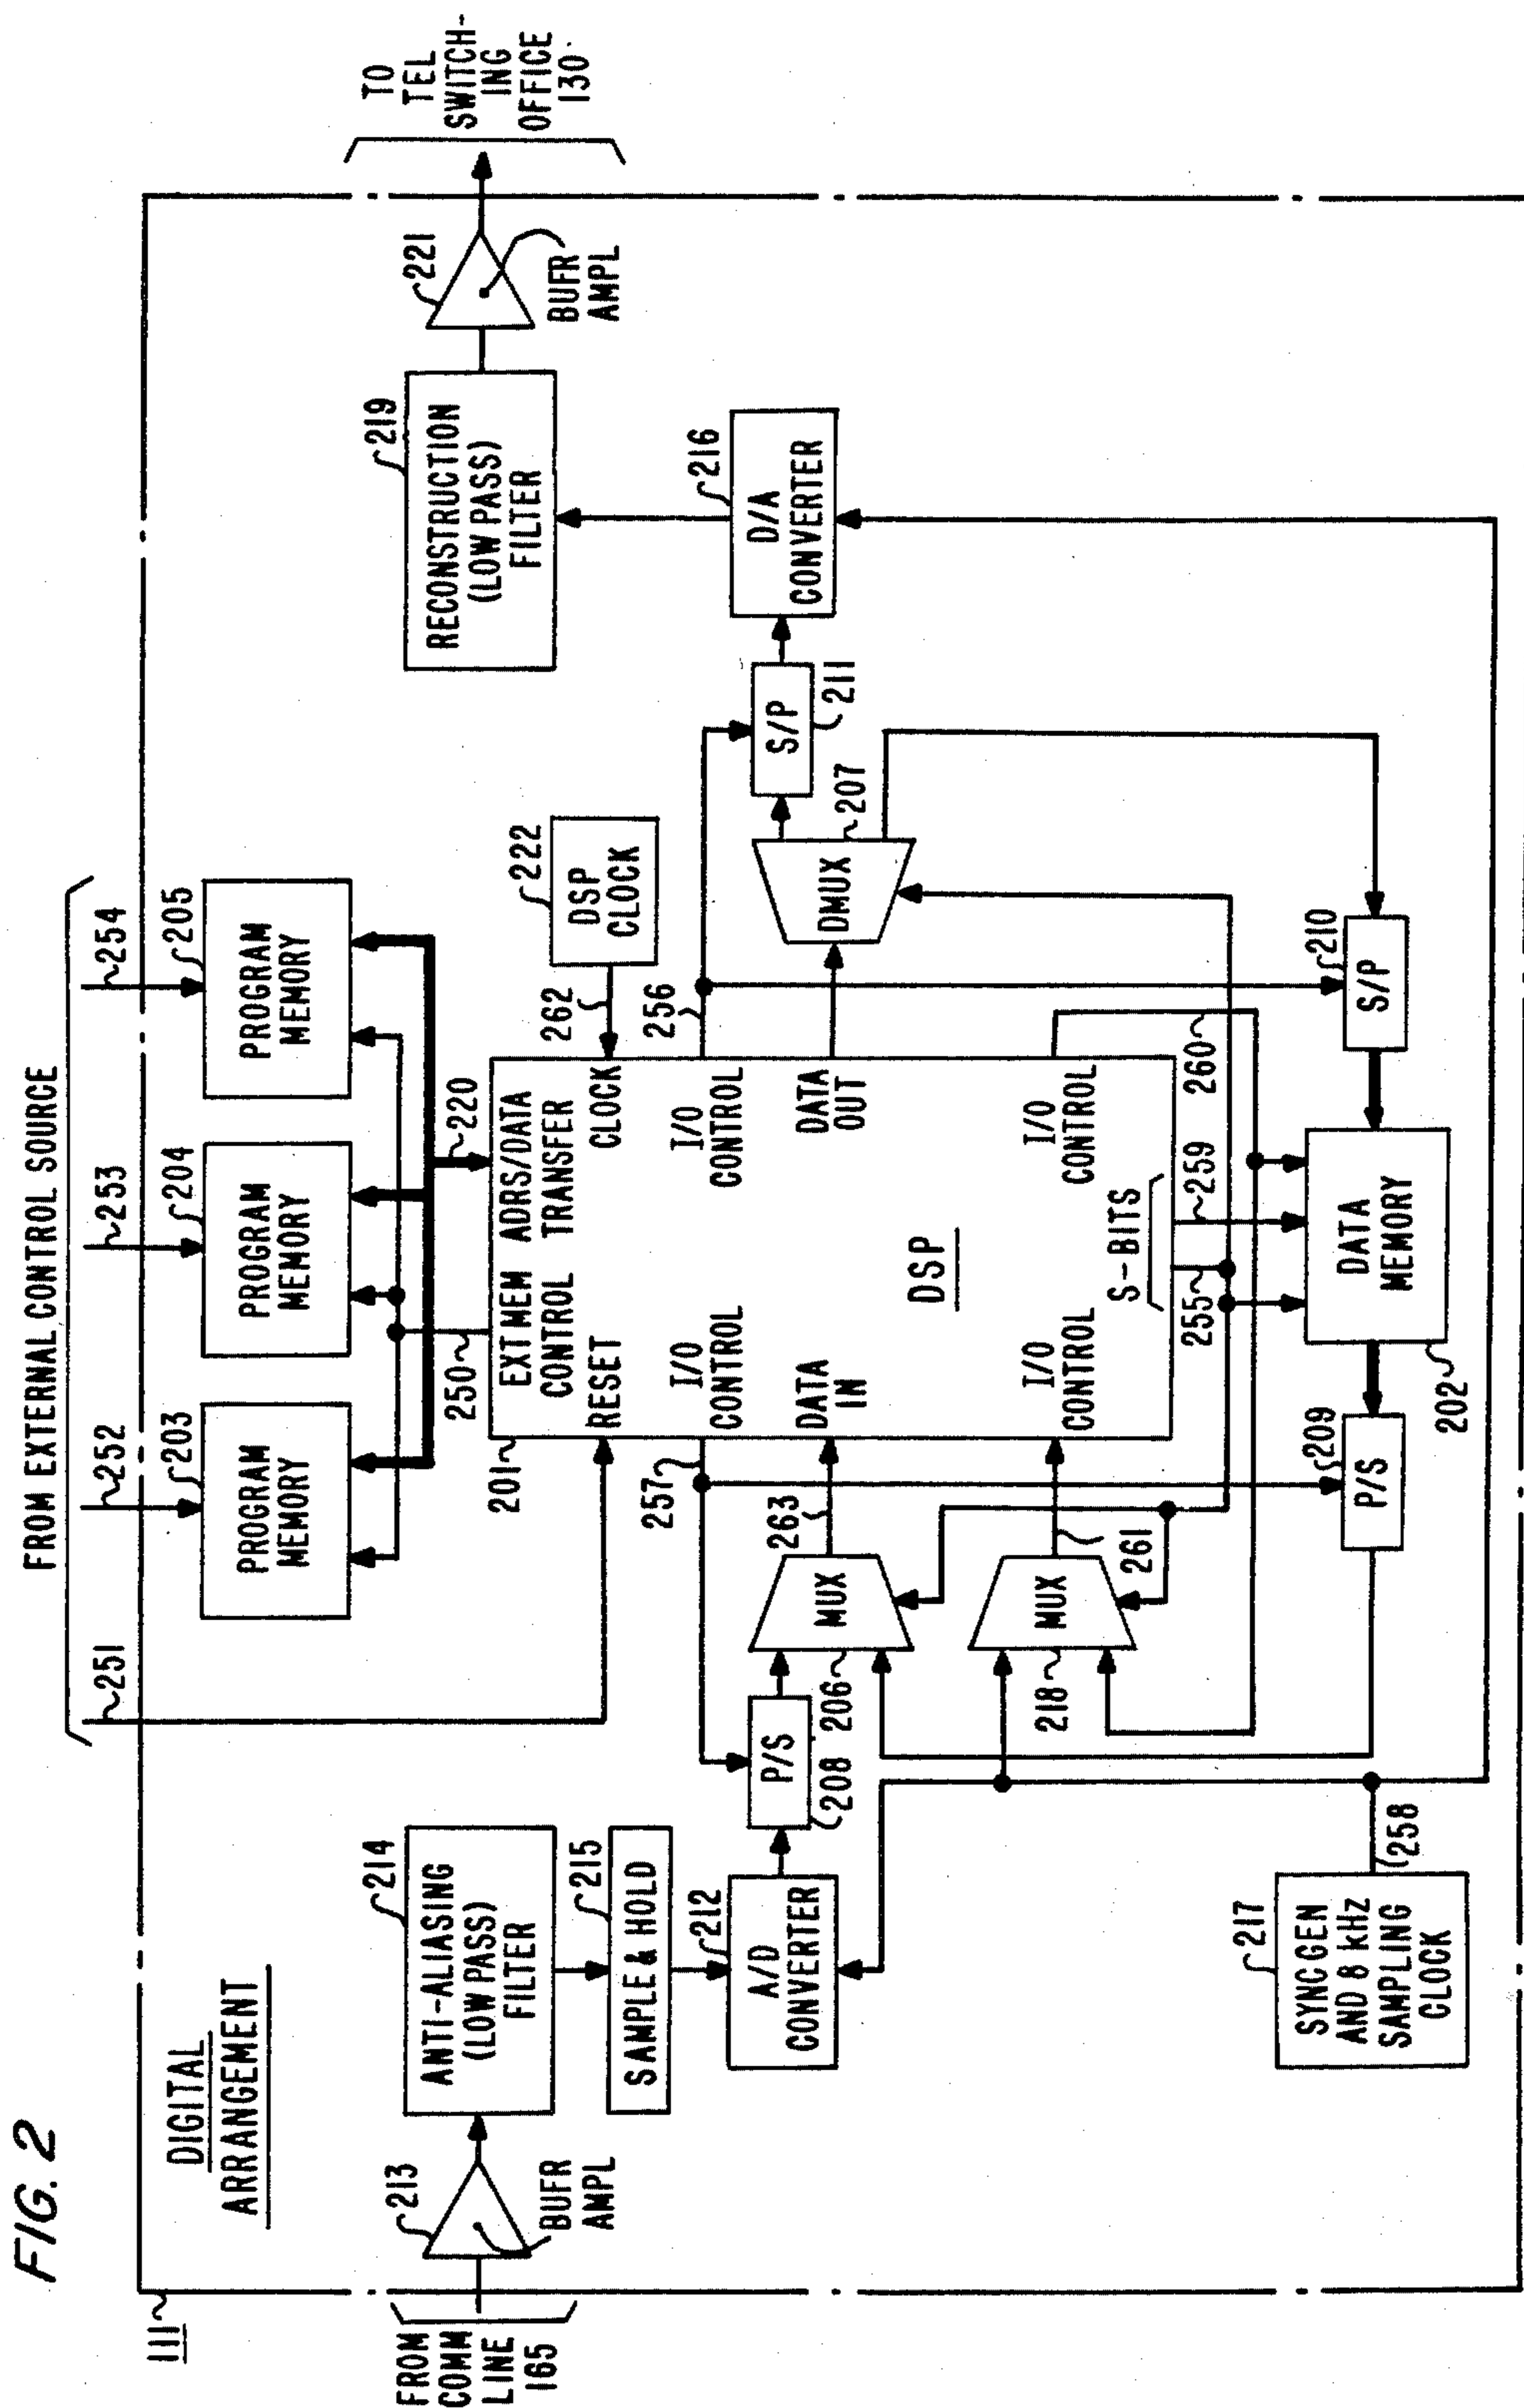 FIG. 2
111
DIGITAL
ARRANGEMENT
FROM EXTERNAL CONTROL SOURCE
251
252
253
254
203
PROGRAM
MEMORY
204
PROGRAM
MEMORY
205
PROGRAM
MEMORY
FROM
COMM
LINE
165
213
BUFR
AMPL
214
ANTI-ALIASING
(LOW PASS)
FILTER
215
SAMPLE & HOLD
212
A/D
CONVERTER
P/S
208
206
MUX
263
257
218
MUX
261
217
SYNC GEN
AND 8 kHz
SAMPLING
CLOCK
258
201
250
220
EXT MEM
CONTROL
ADRS/DATA
TRANSFER
RESET
CLOCK
I/O
CONTROL
I/O
CONTROL
DATA
IN
DATA
OUT
DSP
I/O
CONTROL
I/O
CONTROL
S-BITS
255
259
260
262
222
DSP
CLOCK
256
DMUX
207
S/P
211
216
D/A
CONVERTER
219
RECONSTRUCTION
(LOW PASS)
FILTER
221
BUFR
AMPL
TO
TEL
SWITCH-
ING
OFFICE
130
209
P/S
202
DATA
MEMORY
210
S/P